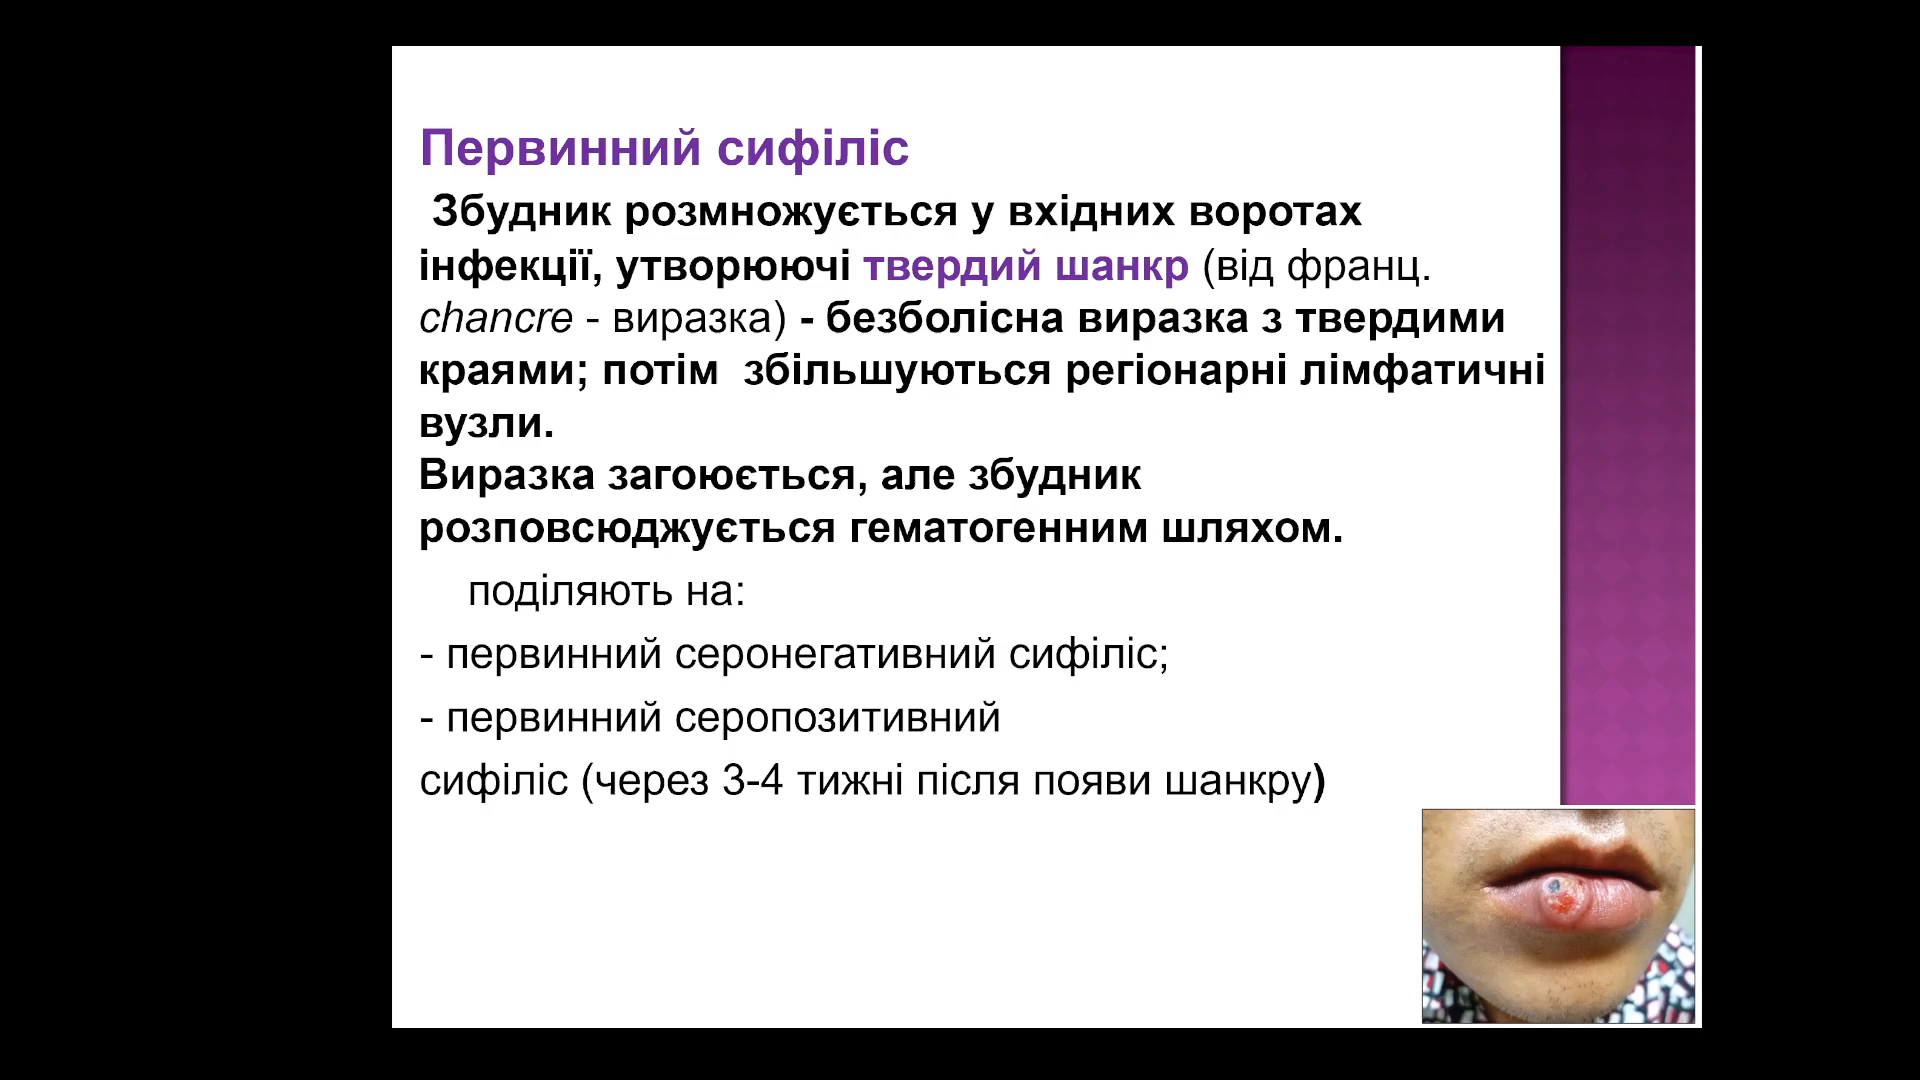 Первинний сифіліс
Збудник розмножується у вхідних воротах
інфекції, утворюючі твердий шанкр (від франц.
chancre - виразка) - безболісна виразка з твердими
краями; потім збільшуються регіонарні лімфатичні
вузли.
Виразка загоюється, але збудник
розповсюджується гематогенним шляхом.
поділяють на:
- первинний серонегативний сифіліс;
- первинний серопозитивний
сифіліс (через 3-4 тижні після появи шанкру)